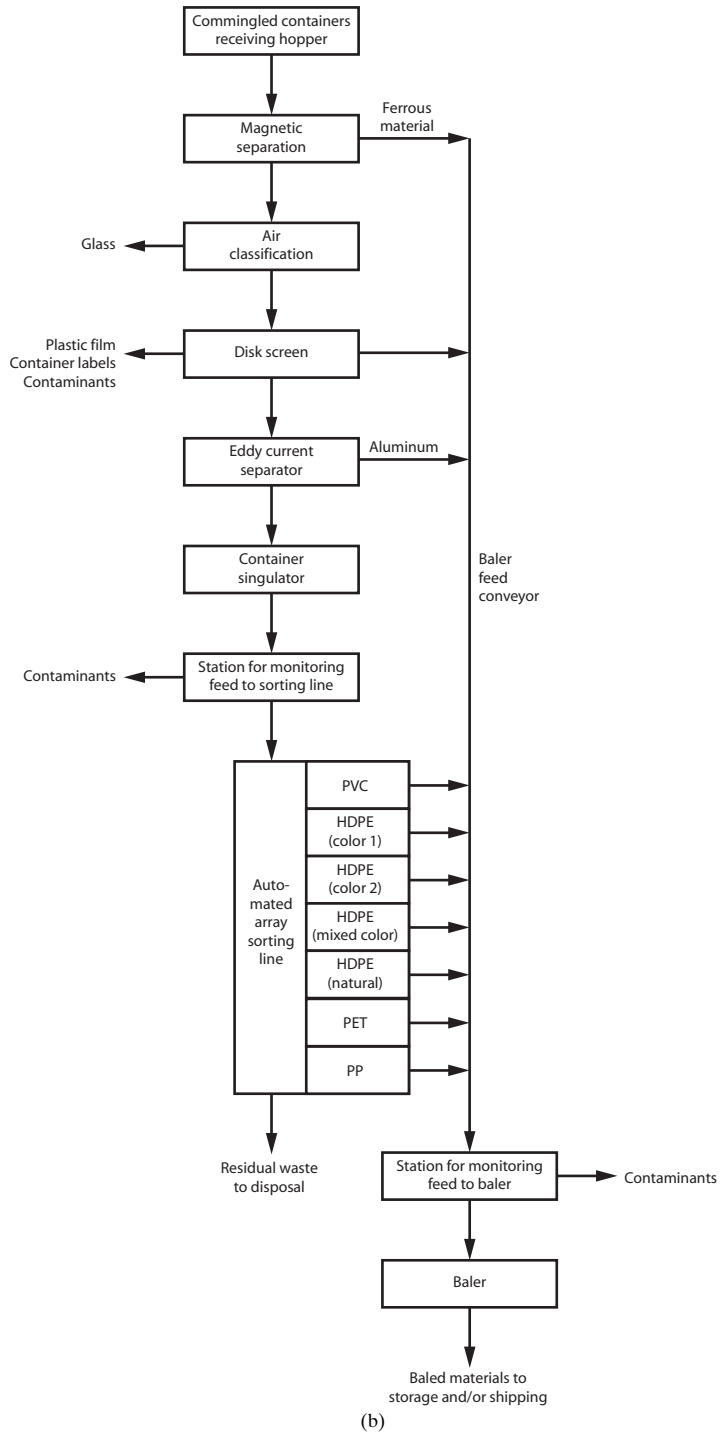 Commingled containers
receiving hopper
Magnetic
separation
Ferrous
material
Glass
Air
classification
Plastic film
Container labels
Contaminants
Disk screen
Eddy current
separator
Aluminum
Container
singulator
Baler
feed
conveyor
Contaminants
Station for monitoring
feed to sorting line
Auto-
mated
array
sorting
line
PVC
HDPE
(color 1)
HDPE
(color 2)
HDPE
(mixed color)
HDPE
(natural)
PET
PP
Residual waste
to disposal
Station for monitoring
feed to baler
Contaminants
Baler
Baled materials to
storage and/or shipping
(b)